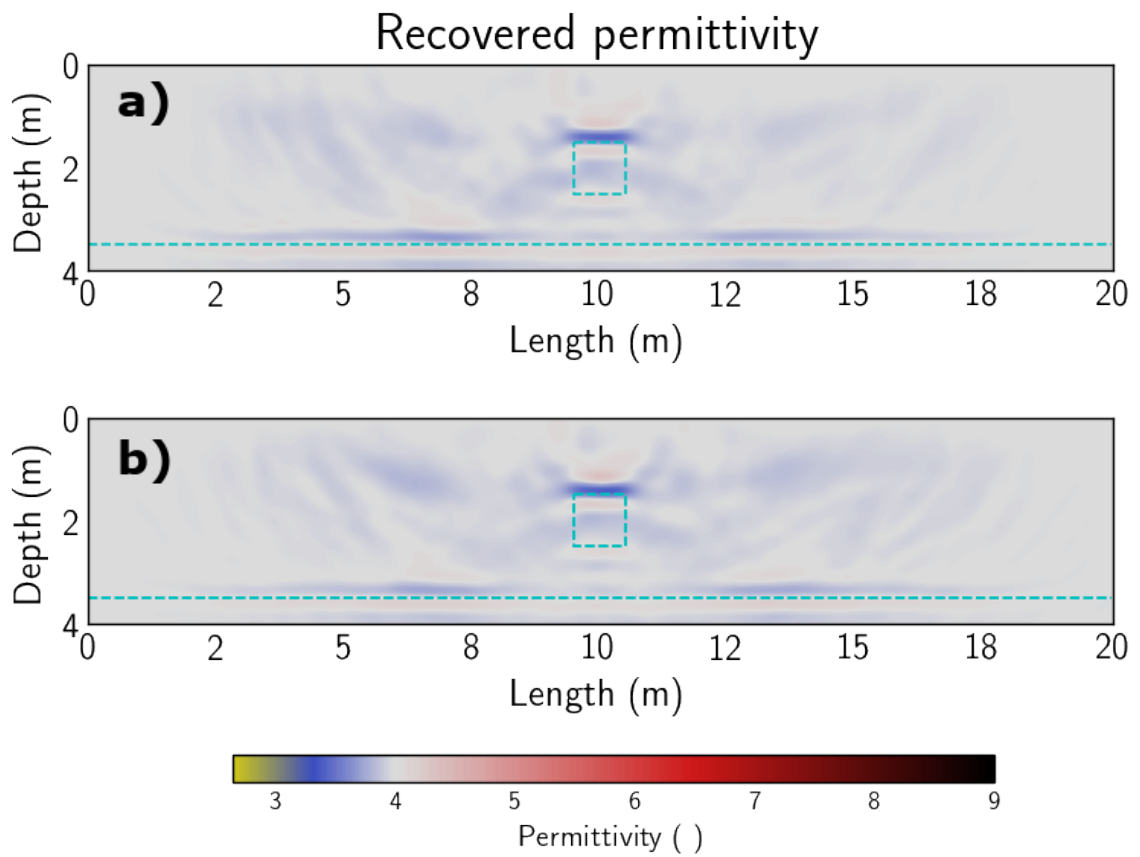 Recovered permittivity
a)
Depth (m)
0
2
4
0 2 5 8 10 12 15 18 20
Length (m)
b)
Depth (m)
0
2
4
0 2 5 8 10 12 15 18 20
Length (m)
3 4 5 6 7 8 9
Permittivity ( )